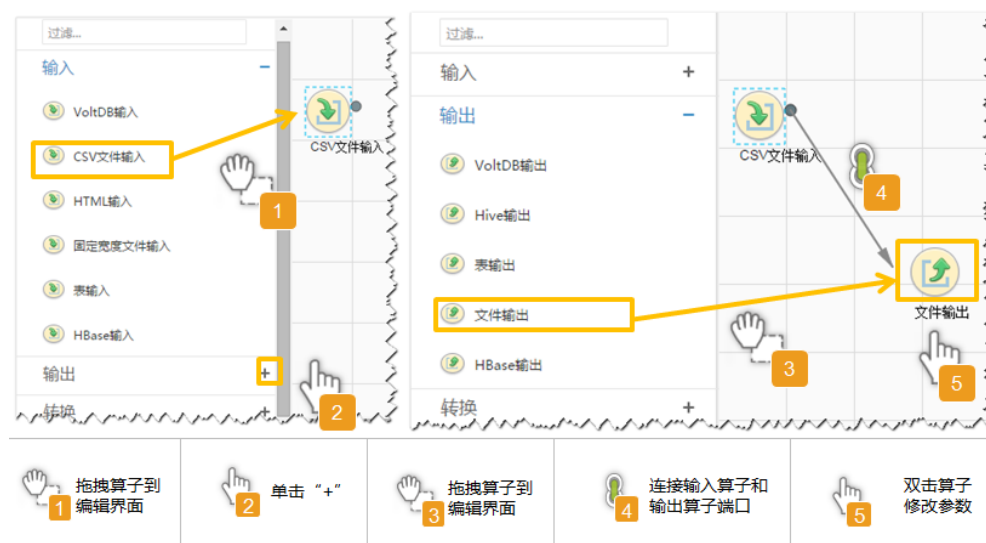 过滤...
输入
−
VoltDB输入
CSV文件输入
HTML输入
固定宽度文件输入
表输入
HBase输入
输出
+
转换
+
CSV文件输入
1
2
过滤...
输入
+
输出
−
VoltDB输出
Hive输出
表输出
文件输出
HBase输出
转换
+
CSV文件输入
4
文件输出
3
5
1
拖拽算子到
编辑界面
2
单击“+”
3
拖拽算子到
编辑界面
4
连接输入算子和
输出算子端口
5
双击算子
修改参数